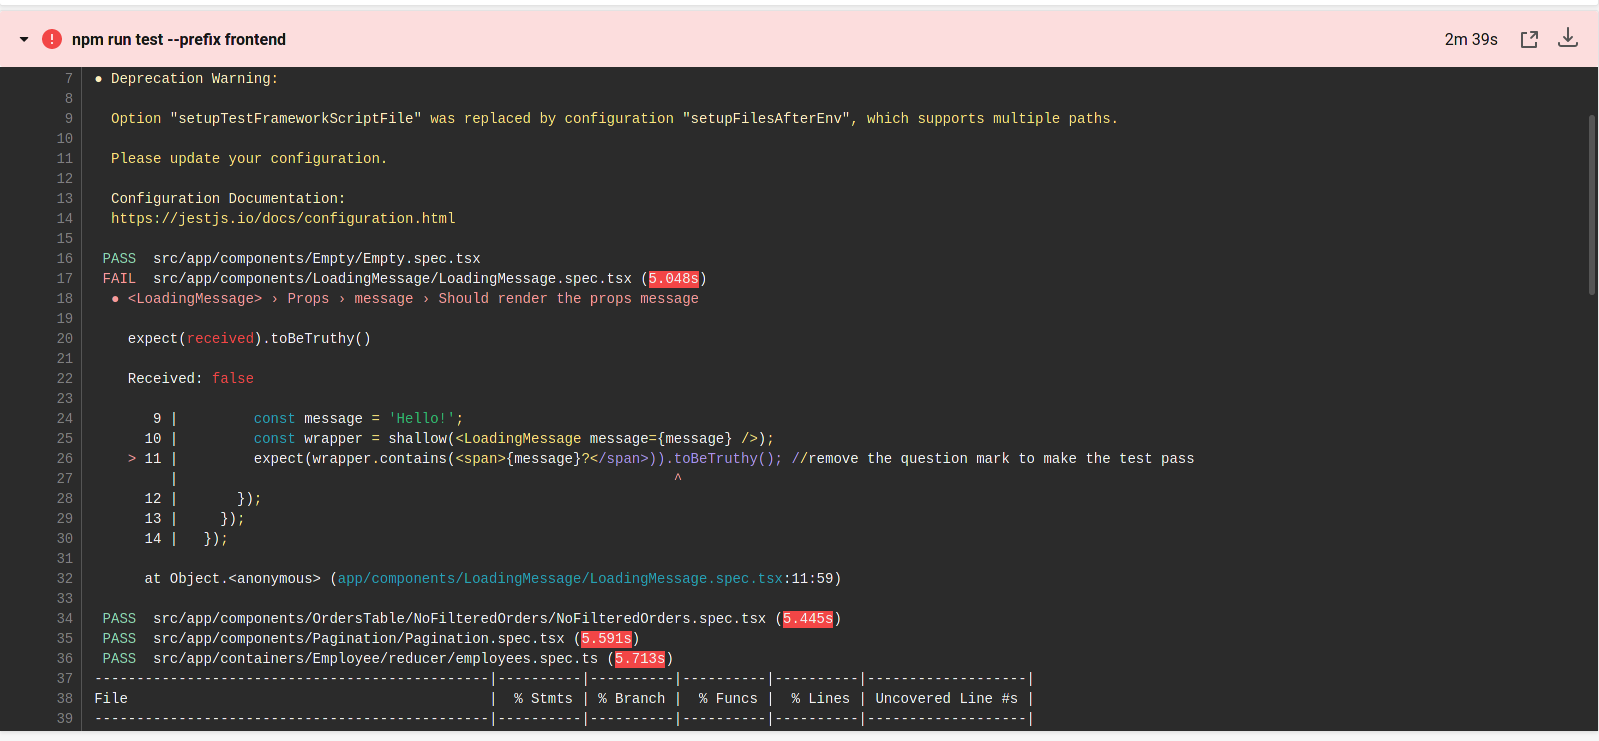 npm run test --prefix frontend 2m 39s
7 ● Deprecation Warning:
8
9 Option "setupTestFrameworkScriptFile" was replaced by configuration "setupFilesAfterEnv", which supports multiple paths.
10
11 Please update your configuration.
12
13 Configuration Documentation:
14 https://jestjs.io/docs/configuration.html
15
16 PASS src/app/components/Empty/Empty.spec.tsx
17 FAIL src/app/components/LoadingMessage/LoadingMessage.spec.tsx (5.048s)
18 ● <LoadingMessage> › Props › message › Should render the props message
19
20 expect(received).toBeTruthy()
21
22 Received: false
23
24 9 | const message = 'Hello!';
25 10 | const wrapper = shallow(<LoadingMessage message={message} />);
26 > 11 | expect(wrapper.contains(<span>{message}?</span>)).toBeTruthy(); //remove the question mark to make the test pass
27 | ^
28 12 | });
29 13 | });
30 14 | });
31
32 at Object.<anonymous> (app/components/LoadingMessage/LoadingMessage.spec.tsx:11:59)
33
34 PASS src/app/components/OrdersTable/NoFilteredOrders/NoFilteredOrders.spec.tsx (5.445s)
35 PASS src/app/components/Pagination/Pagination.spec.tsx (5.591s)
36 PASS src/app/containers/Employee/reducer/employees.spec.ts (5.713s)
37 -----------------------------------------------|----------|----------|----------|----------|-------------------|
38 File | % Stmts | % Branch | % Funcs | % Lines | Uncovered Line #s |
39 -----------------------------------------------|----------|----------|----------|----------|-------------------|